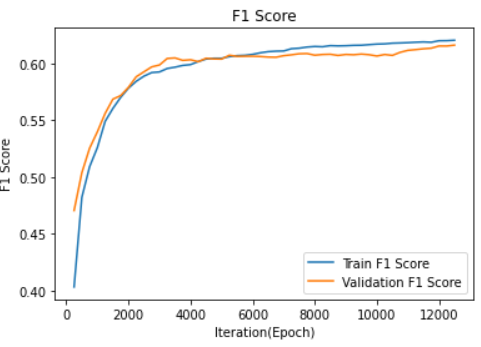 F1 Score
0.60
0.55
0.50
0.45
0.40
F1 Score
0
2000
4000
6000
8000
10000
12000
Iteration(Epoch)
Train F1 Score
Validation F1 Score